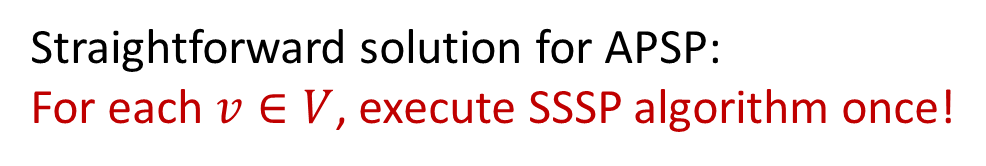 Straightforward solution for APSP:
For each 𝑣 ∈ 𝑉, execute SSSP algorithm once!